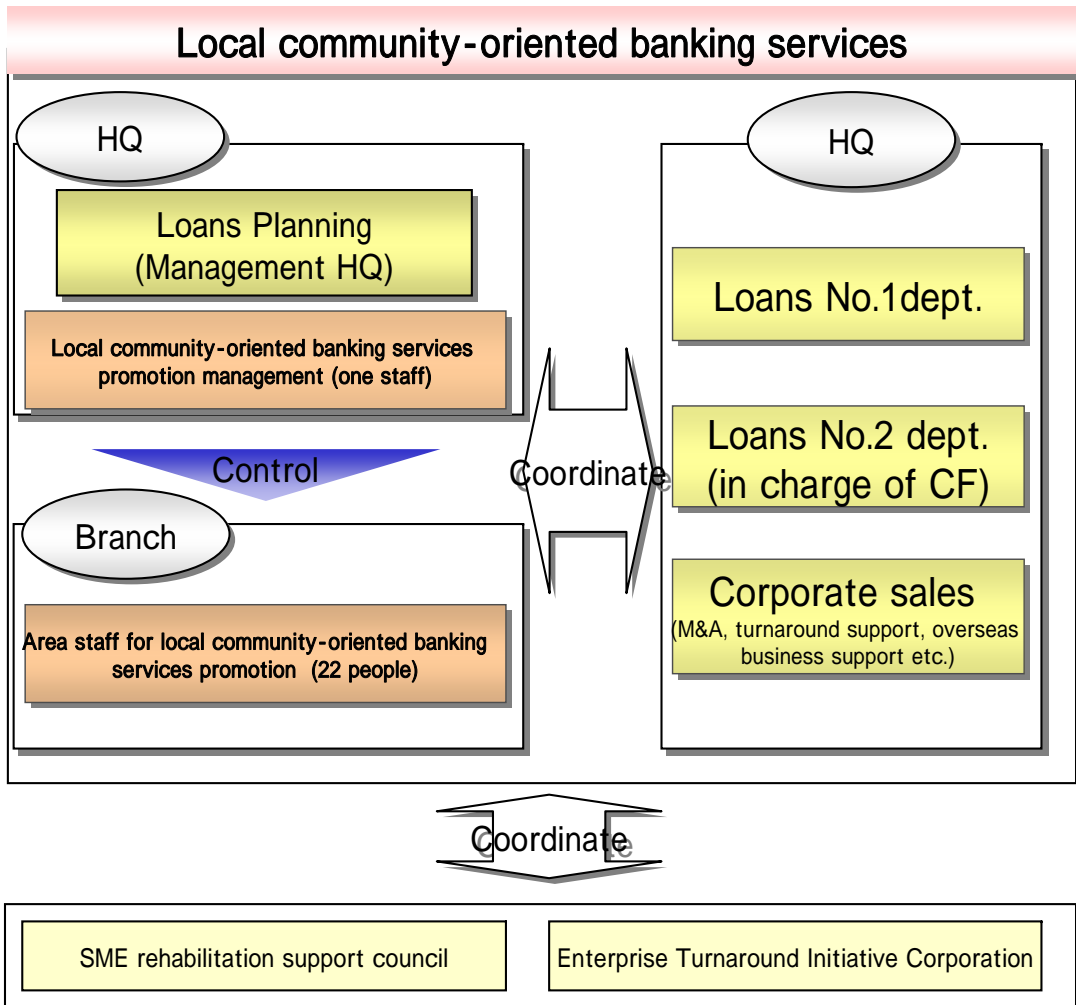 Local community-oriented banking services
HQ
Loans Planning
(Management HQ)
Local community-oriented banking services
promotion management (one staff)
Control
Branch
Area staff for local community-oriented banking
services promotion (22 people)
Coordinate
HQ
Loans No.1dept.
Loans No.2 dept.
(in charge of CF)
Corporate sales
(M&A, turnaround support, overseas
business support etc.)
Coordinate
SME rehabilitation support council
Enterprise Turnaround Initiative Corporation